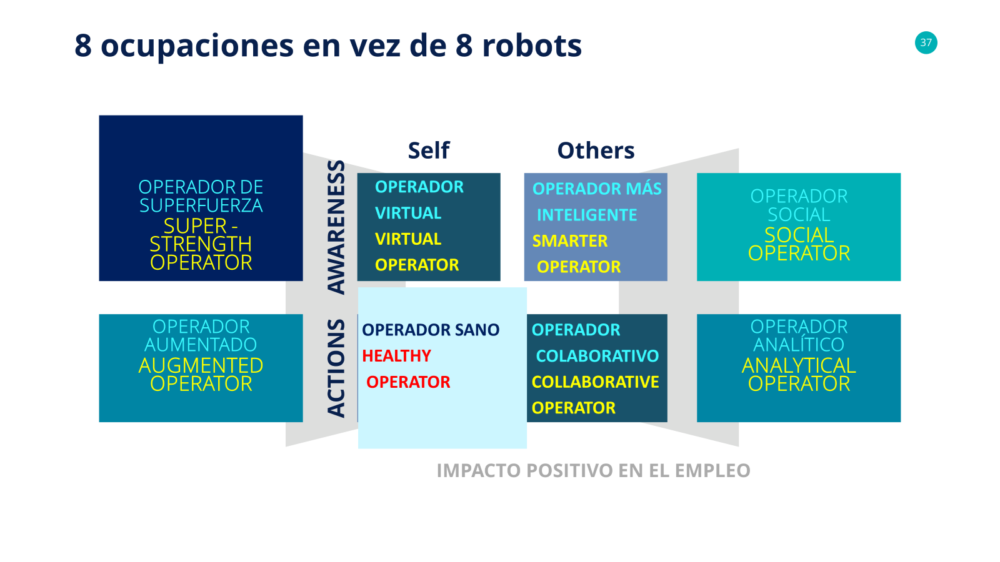 8 ocupaciones en vez de 8 robots
37
OPERADOR DE
SUPERFUERZA
SUPER -
STRENGTH
OPERATOR
AWARENESS
Self
OPERADOR
VIRTUAL
VIRTUAL
OPERATOR
Others
OPERADOR MÁS
INTELIGENTE
SMARTER
OPERATOR
OPERADOR
SOCIAL
SOCIAL
OPERATOR
OPERADOR
AUMENTADO
AUGMENTED
OPERATOR
ACTIONS
OPERADOR SANO
HEALTHY
OPERATOR
OPERADOR
COLABORATIVO
COLLABORATIVE
OPERATOR
OPERADOR
ANALÍTICO
ANALYTICAL
OPERATOR
IMPACTO POSITIVO EN EL EMPLEO